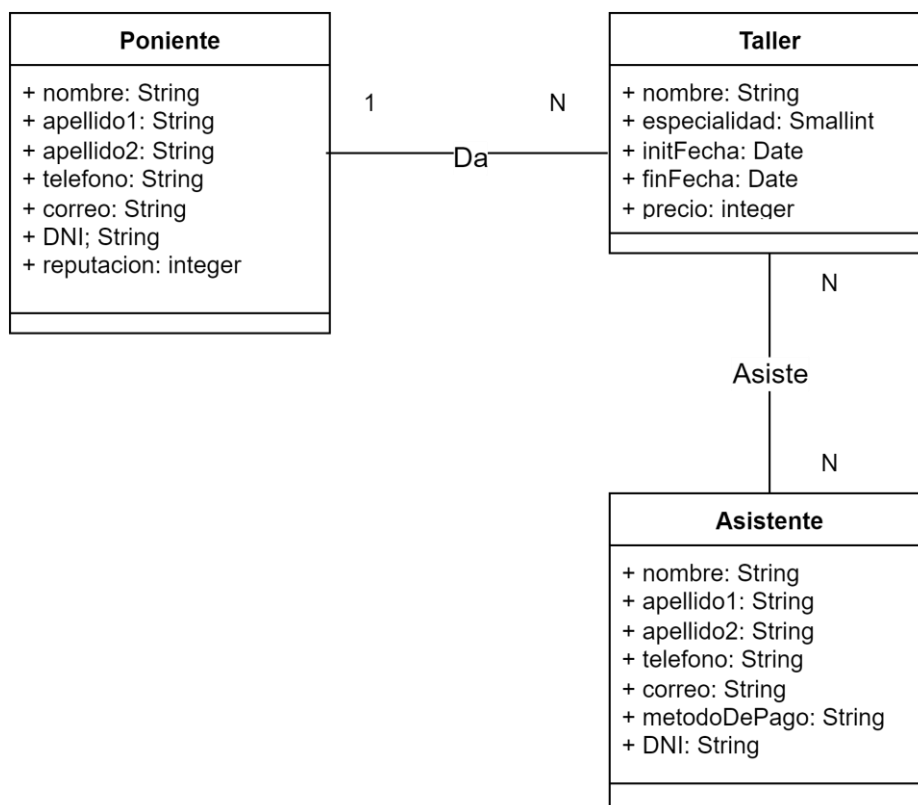 Poniente
+ nombre: String
+ apellido1: String
+ apellido2: String
+ telefono: String
+ correo: String
+ DNI; String
+ reputacion: integer
1
N
Da
Taller
+ nombre: String
+ especialidad: Smallint
+ initFecha: Date
+ finFecha: Date
+ precio: integer
N
Asiste
N
Asistente
+ nombre: String
+ apellido1: String
+ apellido2: String
+ telefono: String
+ correo: String
+ metodoDePago: String
+ DNI: String